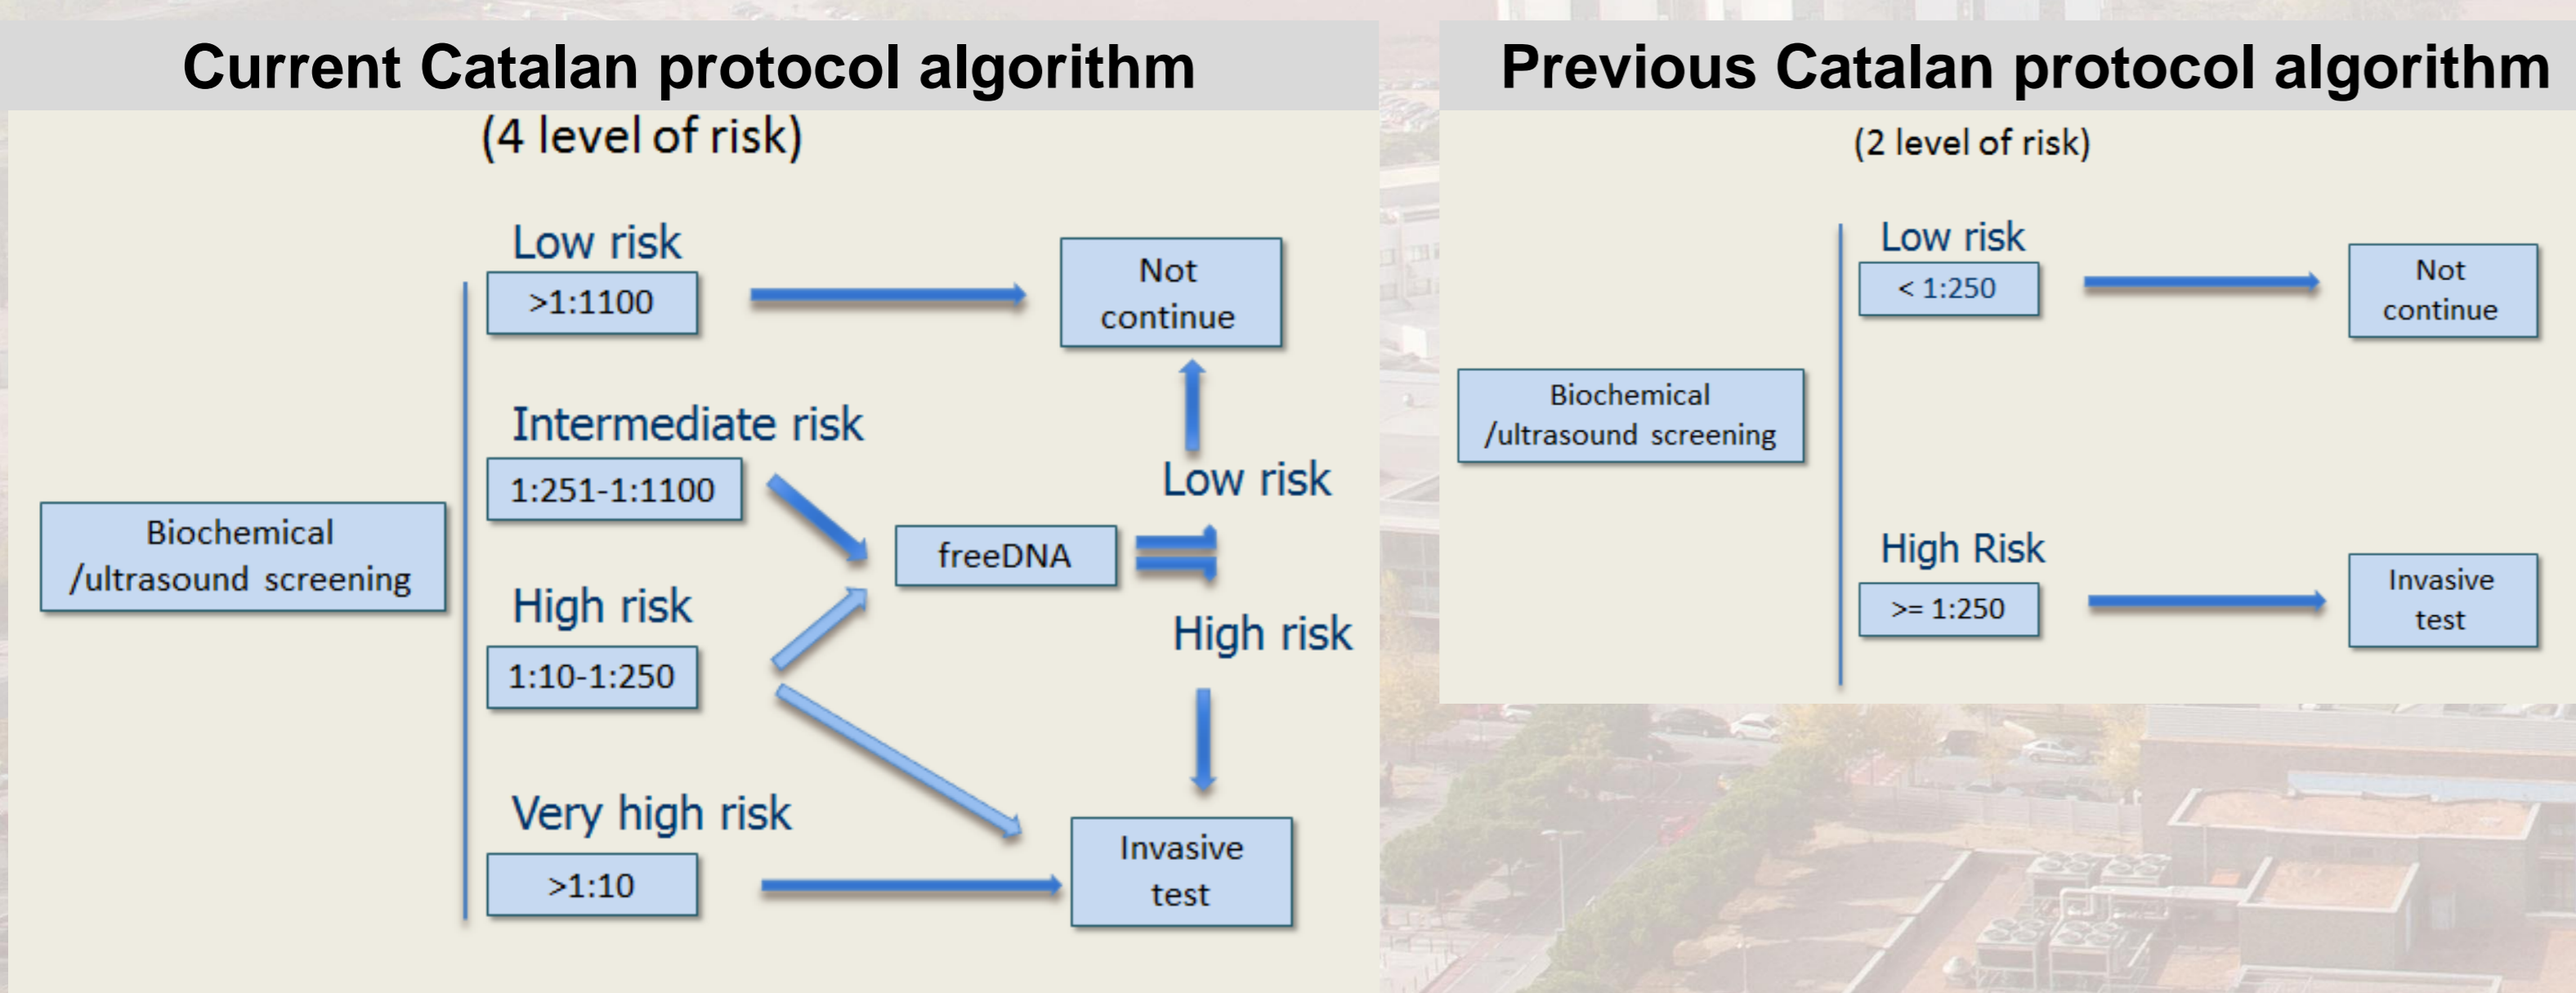 Current Catalan protocol algorithm
(4 level of risk)
Biochemical
/ultrasound screening
Low risk
>1:1100
Not
continue
Intermediate risk
1:251-1:1100
High risk
1:10-1:250
freeDNA
Low risk
High risk
Very high risk
>1:10
Invasive
test
Previous Catalan protocol algorithm
(2 level of risk)
Biochemical
/ultrasound screening
Low risk
< 1:250
Not
continue
High Risk
>= 1:250
Invasive
test